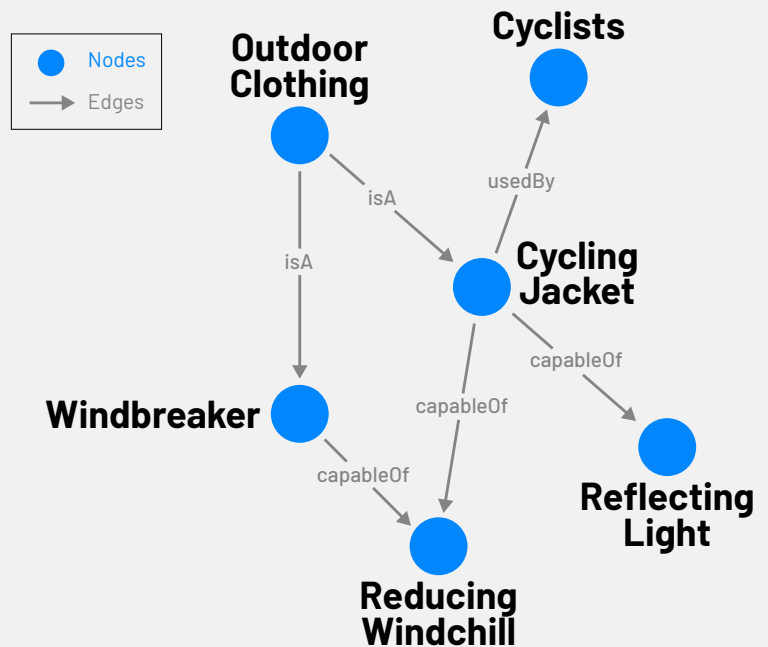 Nodes
Edges
Outdoor
Clothing
Cyclists
isA
usedBy
isA
Cycling
Jacket
capableOf
capableOf
Windbreaker
capableOf
Reflecting
Light
Reducing
Windchill